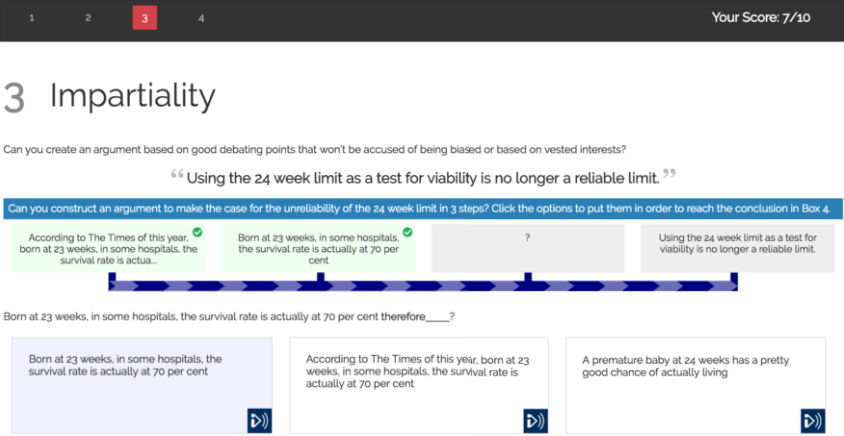 1 2 3 4 Your Score: 7/10
3 Impartiality
Can you create an argument based on good debating points that won't be accused of being biased or based on vested interests?
“Using the 24 week limit as a test for viability is no longer a reliable limit.”
Can you construct an argument to make the case for the unreliability of the 24 week limit in 3 steps? Click the options to put them in order to reach the conclusion in Box 4.
According to The Times of this year,
born at 23 weeks, in some hospitals, the
survival rate is actua...
Born at 23 weeks, in some hospitals,
the survival rate is actually at 70 per
cent
?
Using the 24 week limit as a test for
viability is no longer a reliable limit.
Born at 23 weeks, in some hospitals, the survival rate is actually at 70 per cent therefore____?
Born at 23 weeks, in some hospitals, the
survival rate is actually at 70 per cent
According to The Times of this year, born at 23
weeks, in some hospitals, the survival rate is
actually at 70 per cent
A premature baby at 24 weeks has a pretty
good chance of actually living